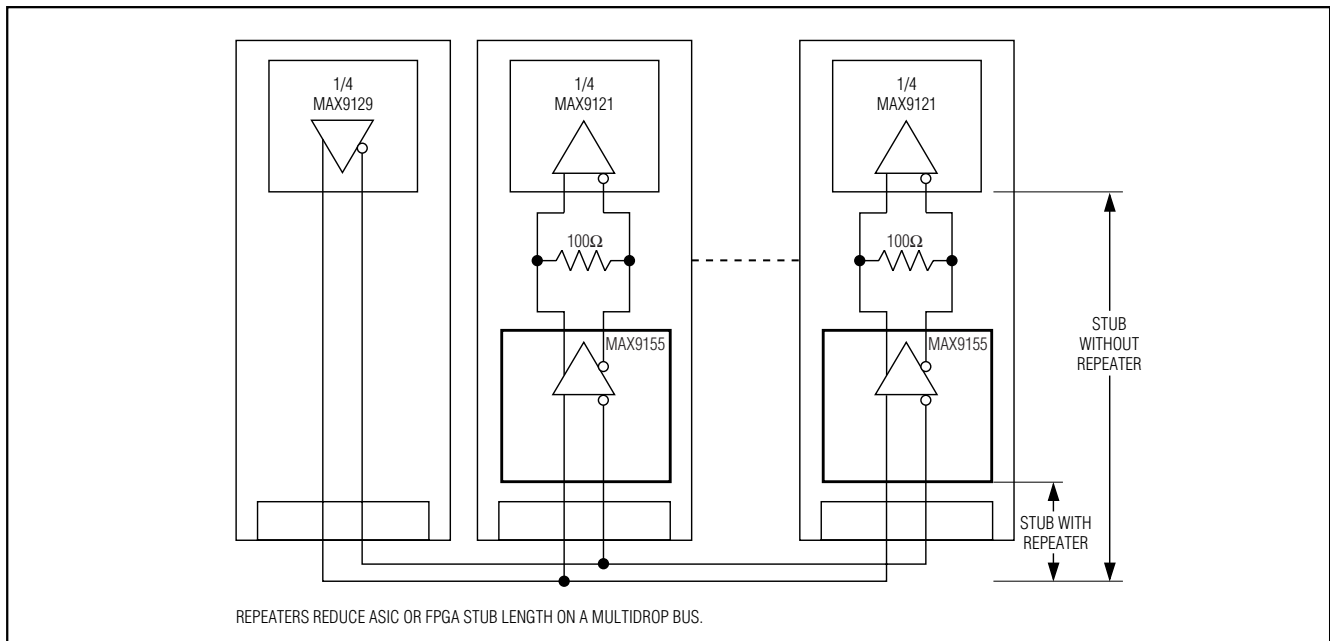 1/4
MAX9129
1/4
MAX9121
1/4
MAX9121
100Ω
100Ω
MAX9155
MAX9155
STUB
WITHOUT
REPEATER
STUB WITH
REPEATER
REPEATERS REDUCE ASIC OR FPGA STUB LENGTH ON A MULTIDROP BUS.